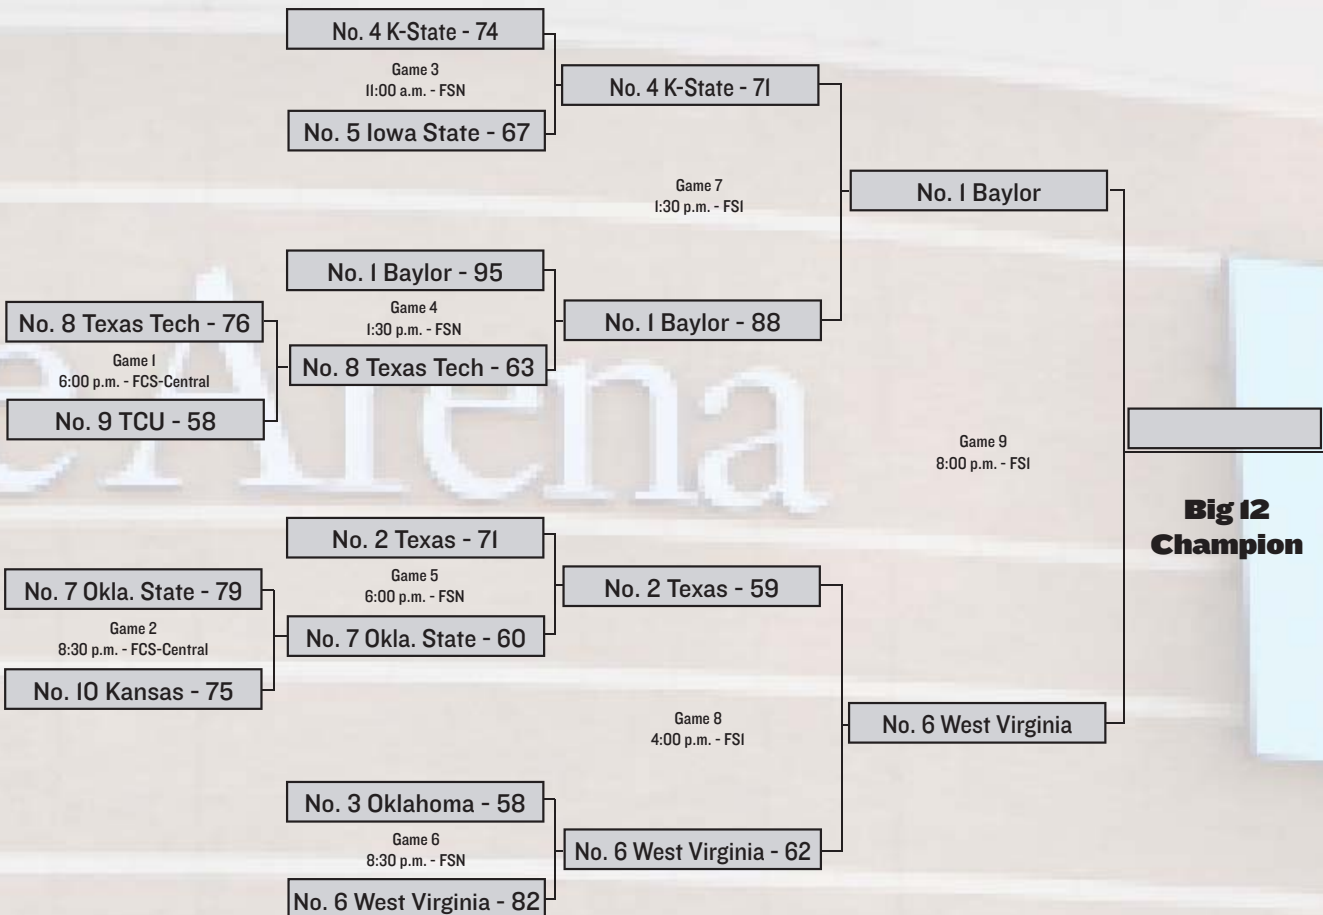 No. 4 K-State - 74
Game 3
11:00 a.m. - FSN
No. 5 Iowa State - 67
No. 4 K-State - 71
Game 7
1:30 p.m. - FS1
No. 1 Baylor - 95
Game 4
1:30 p.m. - FSN
No. 8 Texas Tech - 63
No. 8 Texas Tech - 76
Game 1
6:00 p.m. - FCS-Central
No. 9 TCU - 58
No. 1 Baylor - 88
No. 1 Baylor
Game 9
8:00 p.m. - FS1
Big 12
Champion
e Arena
No. 2 Texas - 71
Game 5
6:00 p.m. - FSN
No. 7 Okla. State - 60
No. 7 Okla. State - 79
Game 2
8:30 p.m. - FCS-Central
No. 10 Kansas - 75
No. 2 Texas - 59
Game 8
4:00 p.m. - FS1
No. 6 West Virginia
No. 3 Oklahoma - 58
Game 6
8:30 p.m. - FSN
No. 6 West Virginia - 82
No. 6 West Virginia - 62